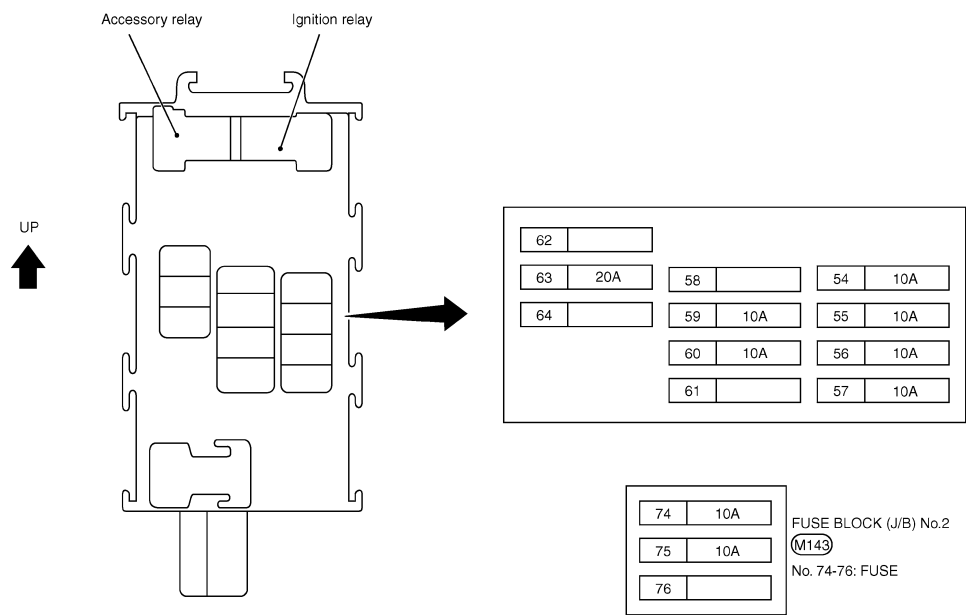 Accessory relay
Ignition relay
UP
62
63 20A
64
58
59 10A
60 10A
61
54 10A
55 10A
56 10A
57 10A
74 10A
75 10A
76
FUSE BLOCK (J/B) No.2
M143
No. 74-76: FUSE